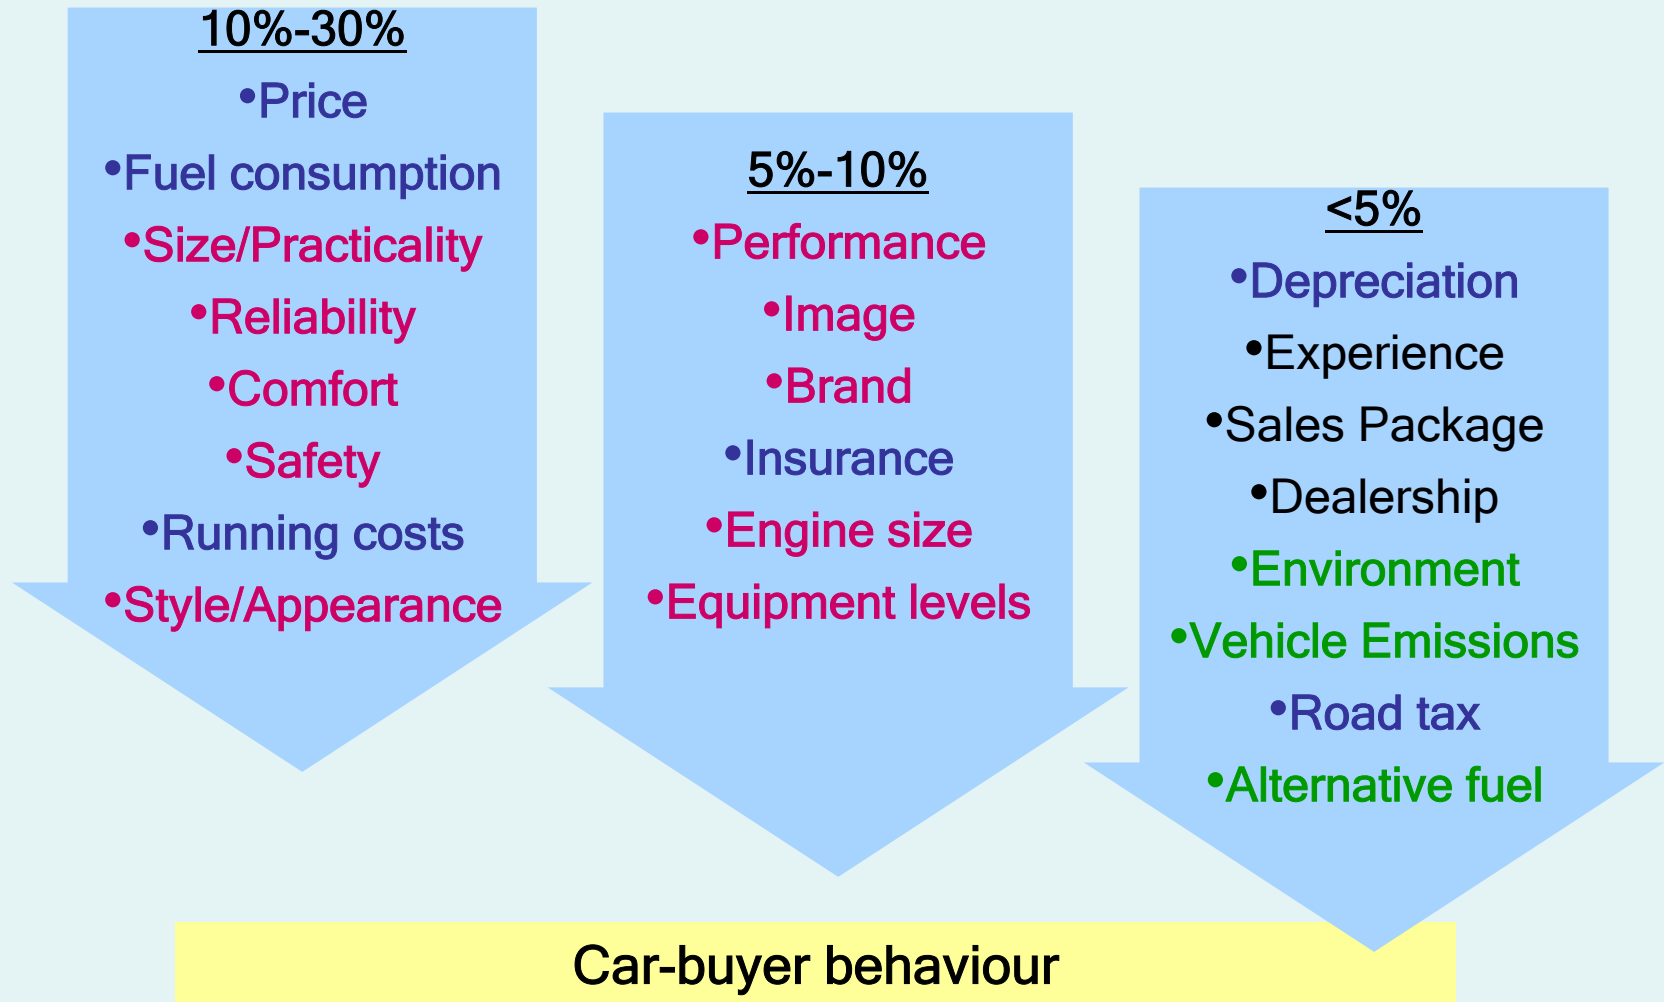 10%-30%
•Price
•Fuel consumption
•Size/Practicality
•Reliability
•Comfort
•Safety
•Running costs
•Style/Appearance
5%-10%
•Performance
•Image
•Brand
•Insurance
•Engine size
•Equipment levels
<5%
•Depreciation
•Experience
•Sales Package
•Dealership
•Environment
•Vehicle Emissions
•Road tax
•Alternative fuel
Car-buyer behaviour